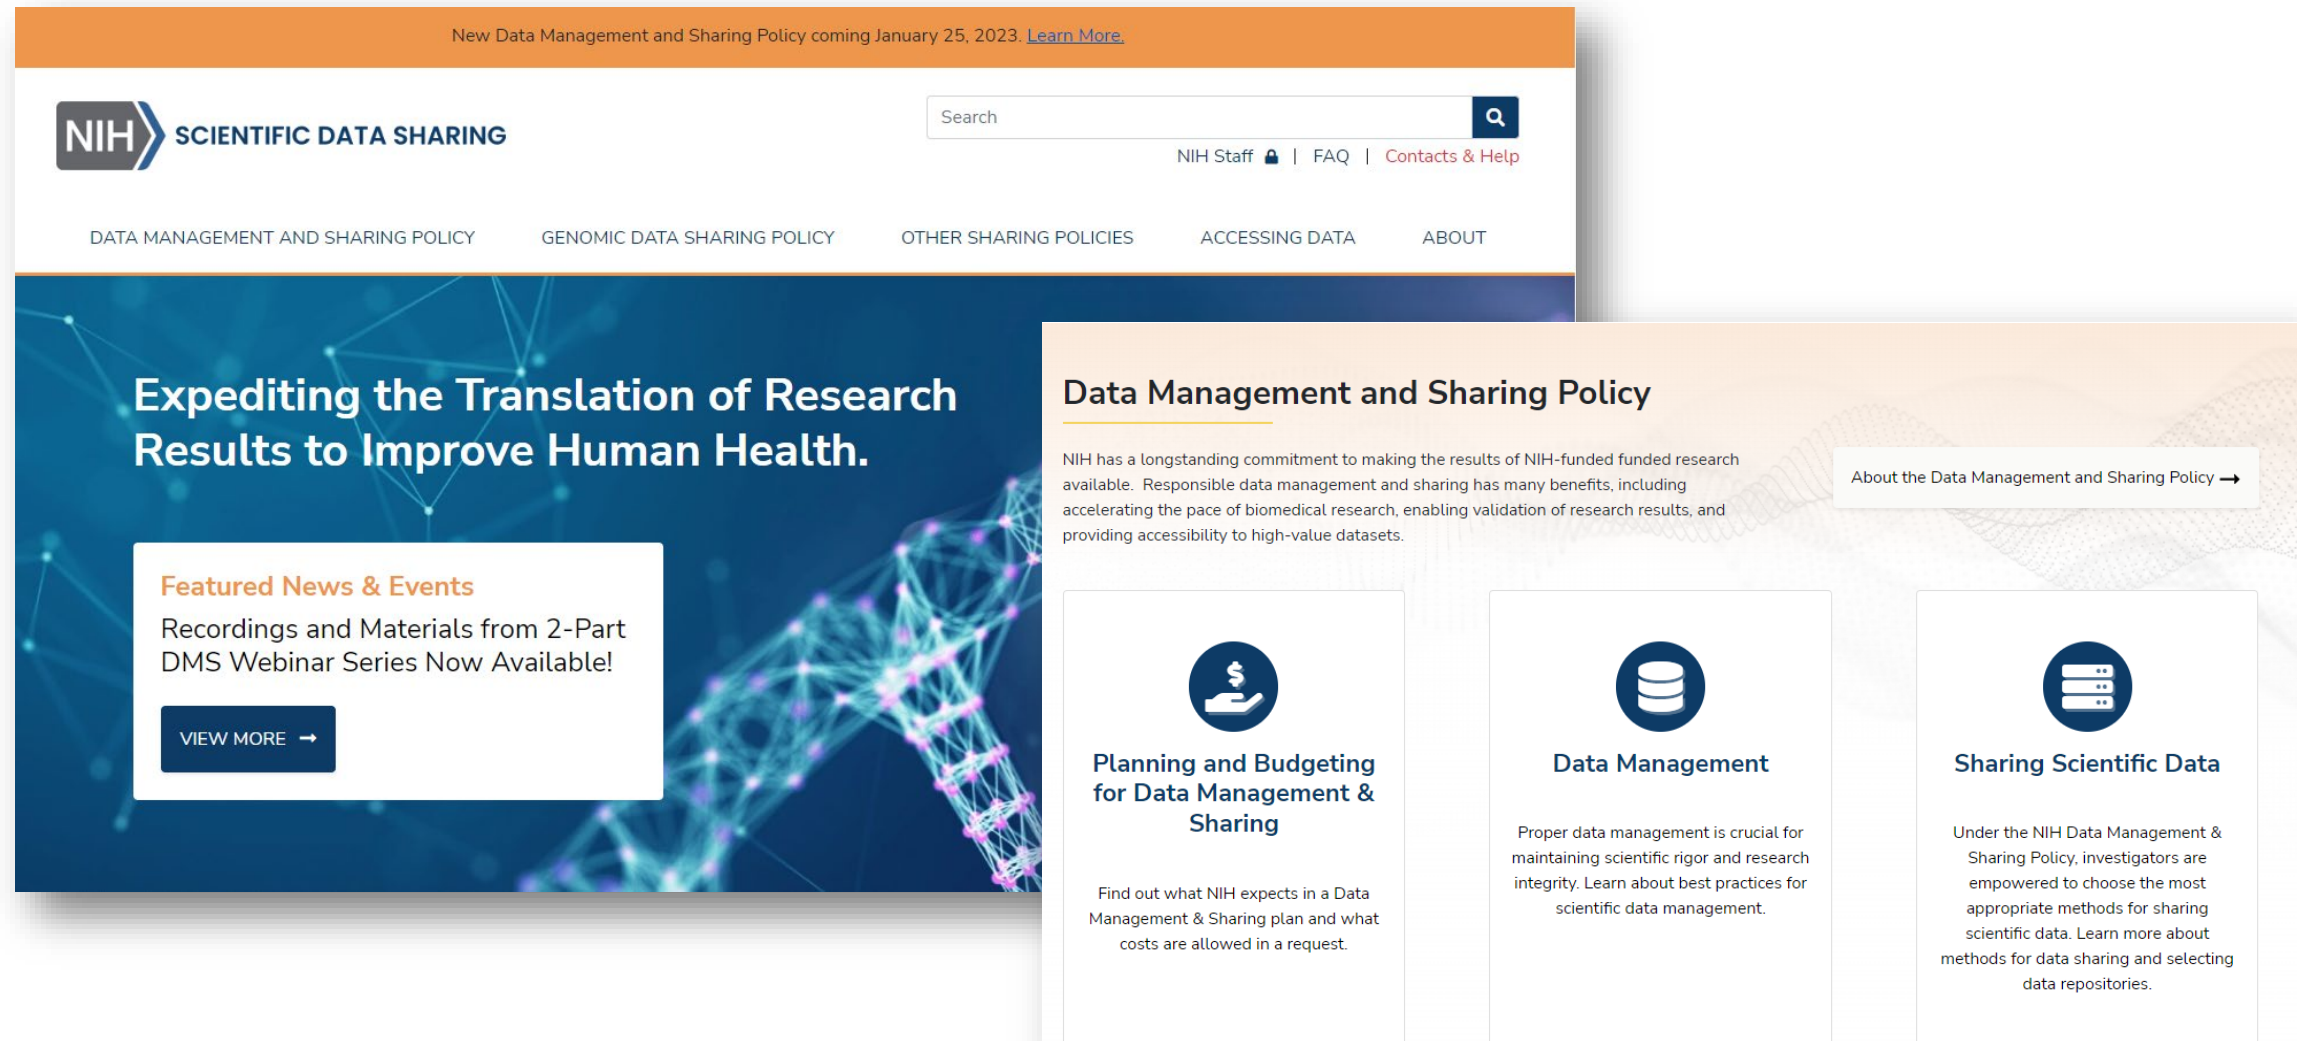 New Data Management and Sharing Policy coming January 25, 2023. Learn More.
NIH SCIENTIFIC DATA SHARING
Search
NIH Staff | FAQ | Contacts & Help
DATA MANAGEMENT AND SHARING POLICY GENOMIC DATA SHARING POLICY OTHER SHARING POLICIES ACCESSING DATA ABOUT
Expediting the Translation of Research
Results to Improve Human Health.
Featured News & Events
Recordings and Materials from 2-Part
DMS Webinar Series Now Available!
VIEW MORE →
Data Management and Sharing Policy
NIH has a longstanding commitment to making the results of NIH-funded funded research
available. Responsible data management and sharing has many benefits, including
accelerating the pace of biomedical research, enabling validation of research results, and
providing accessibility to high-value datasets.
About the Data Management and Sharing Policy →
$
Planning and Budgeting
for Data Management &
Sharing
Find out what NIH expects in a Data
Management & Sharing plan and what
costs are allowed in a request.
Data Management
Proper data management is crucial for
maintaining scientific rigor and research
integrity. Learn about best practices for
scientific data management.
Sharing Scientific Data
Under the NIH Data Management &
Sharing Policy, investigators are
empowered to choose the most
appropriate methods for sharing
scientific data. Learn more about
methods for data sharing and selecting
data repositories.